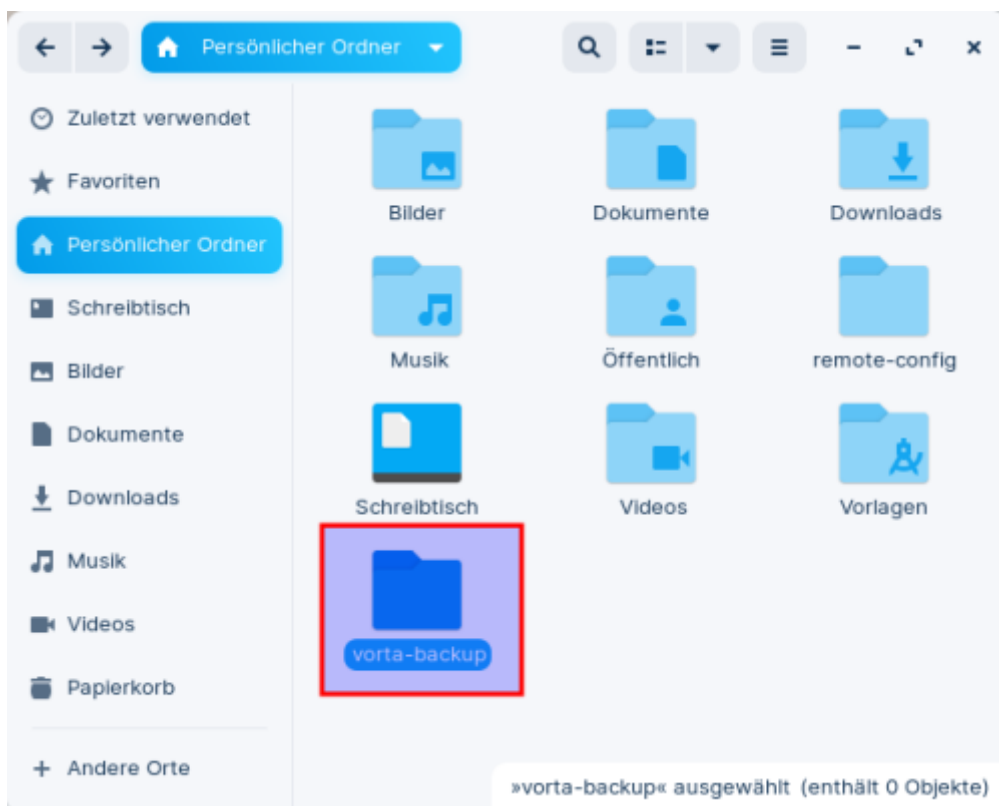 Persönlicher Ordner
Zuletzt verwendet
Favoriten
Persönlicher Ordner
Schreibtisch
Bilder
Dokumente
Downloads
Musik
Videos
Papierkorb
Andere Orte
Bilder
Dokumente
Downloads
Musik
Öffentlich
remote-config
Schreibtisch
Videos
Vorlagen
vorta-backup
»vorta-backup« ausgewählt (enthält 0 Objekte)